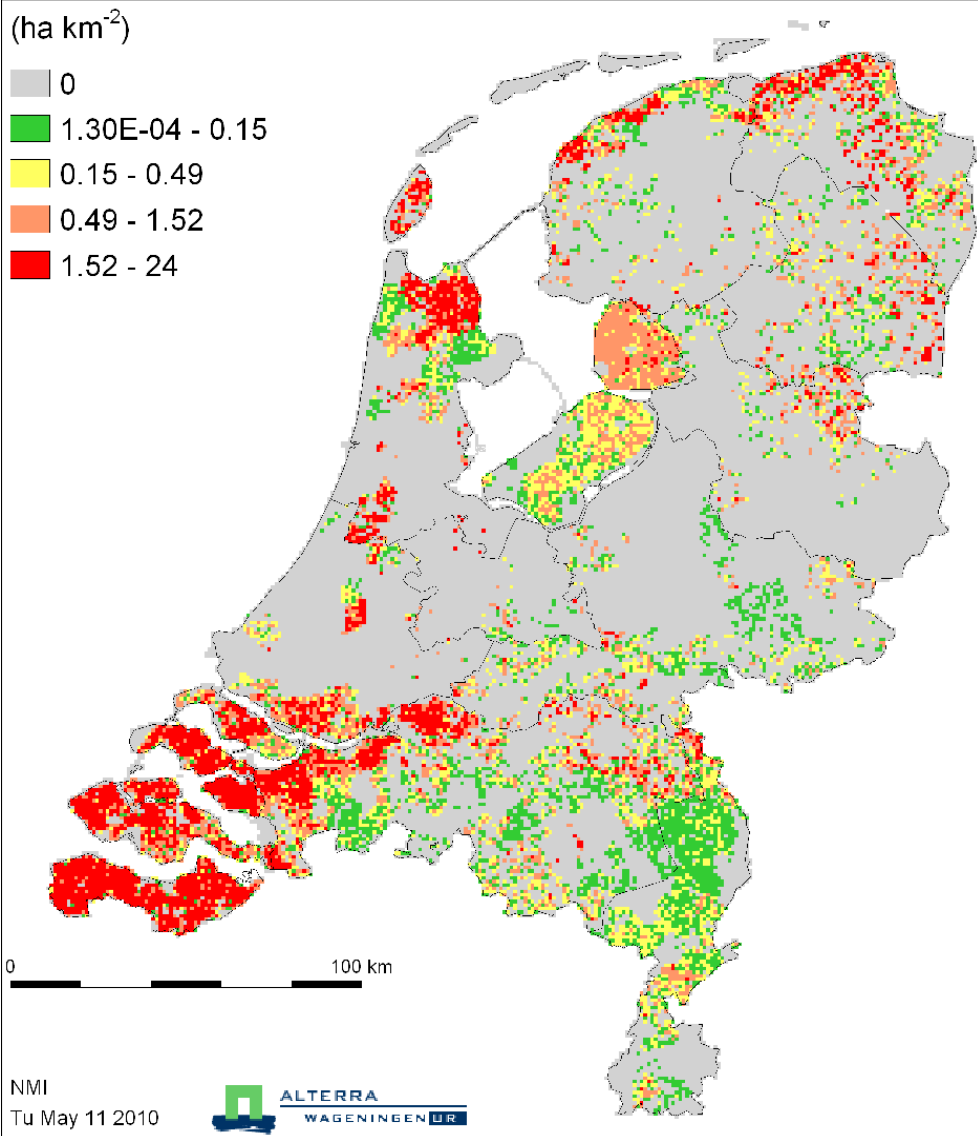 (ha km-2)
0
1.30E-04 - 0.15
0.15 - 0.49
0.49 - 1.52
1.52 - 24
0
100 km
NMI
Tu May 11 2010
ALTERRA
WAGENINGEN UR